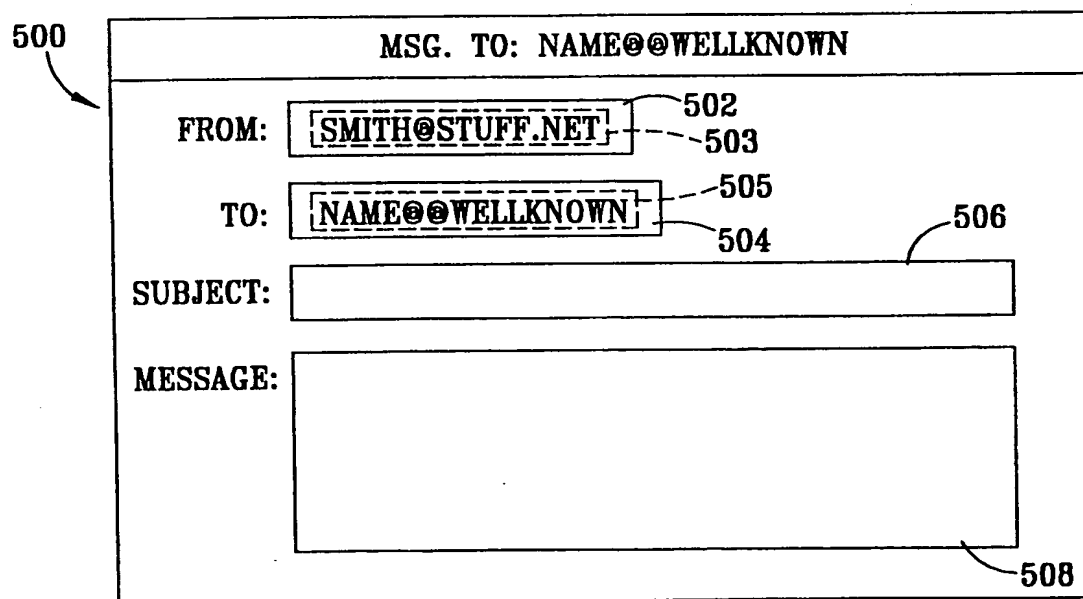 500
MSG. TO: NAME@@WELLKNOWN
FROM: SMITH@STUFF.NET 502
503
TO: NAME@@WELLKNOWN 505
504
506
SUBJECT:
MESSAGE:
508